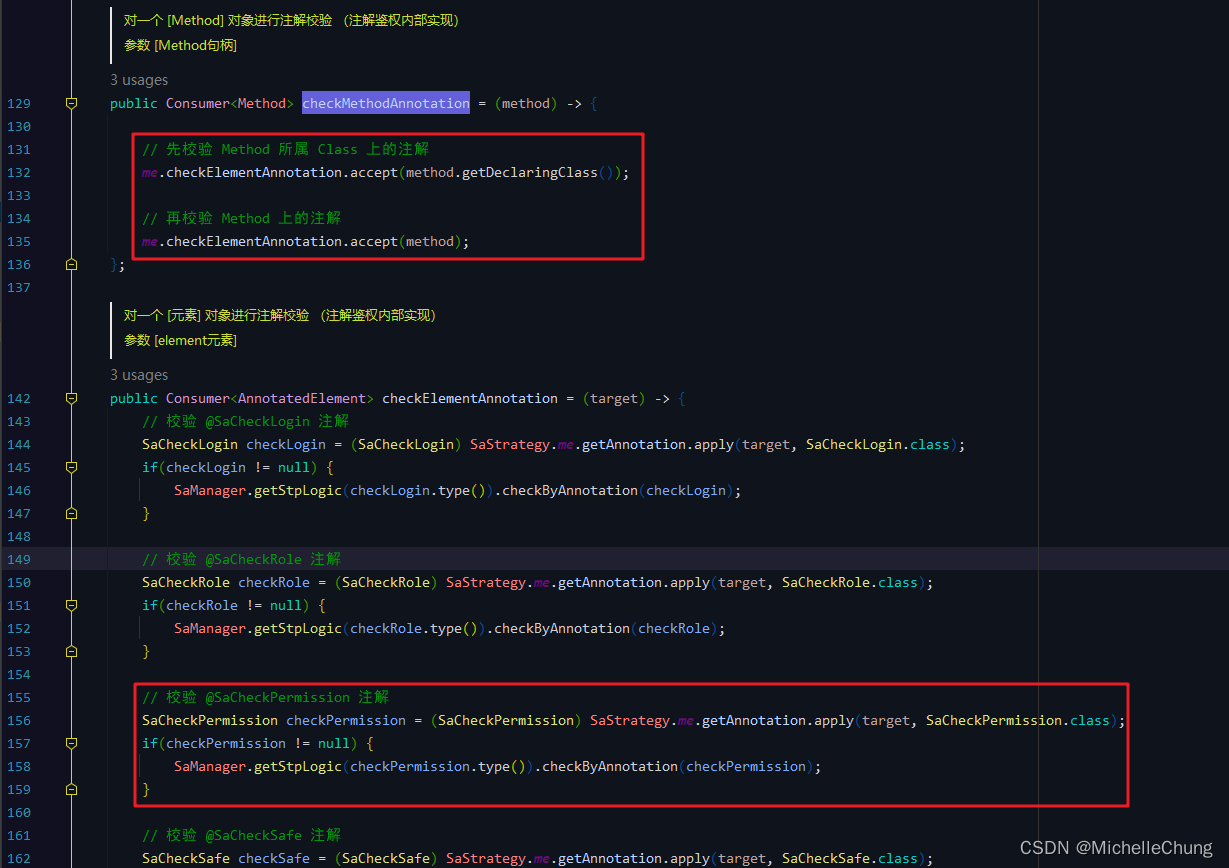 对一个 [Method] 对象进行注解校验 （注解鉴权内部实现）
参数 [Method句柄]
3 usages
129 public Consumer<Method> checkMethodAnnotation = (method) -> {
130
131 // 先校验 Method 所属 Class 上的注解
132 me.checkElementAnnotation.accept(method.getDeclaringClass());
133
134 // 再校验 Method 上的注解
135 me.checkElementAnnotation.accept(method);
136 };
137
对一个 [元素] 对象进行注解校验 （注解鉴权内部实现）
参数 [element元素]
3 usages
142 public Consumer<AnnotatedElement> checkElementAnnotation = (target) -> {
143 // 校验 @SaCheckLogin 注解
144 SaCheckLogin checkLogin = (SaCheckLogin) SaStrategy.me.getAnnotation.apply(target, SaCheckLogin.class);
145 if(checkLogin != null) {
146 SaManager.getStpLogic(checkLogin.type()).checkByAnnotation(checkLogin);
147 }
148
149 // 校验 @SaCheckRole 注解
150 SaCheckRole checkRole = (SaCheckRole) SaStrategy.me.getAnnotation.apply(target, SaCheckRole.class);
151 if(checkRole != null) {
152 SaManager.getStpLogic(checkRole.type()).checkByAnnotation(checkRole);
153 }
154
155 // 校验 @SaCheckPermission 注解
156 SaCheckPermission checkPermission = (SaCheckPermission) SaStrategy.me.getAnnotation.apply(target, SaCheckPermission.class);
157 if(checkPermission != null) {
158 SaManager.getStpLogic(checkPermission.type()).checkByAnnotation(checkPermission);
159 }
160
161 // 校验 @SaCheckSafe 注解
162 SaCheckSafe checkSafe = (SaCheckSafe) SaStrategy.me.getAnnotation.apply(target, SaCheckSafe.class);
CSDN @MichelleChung